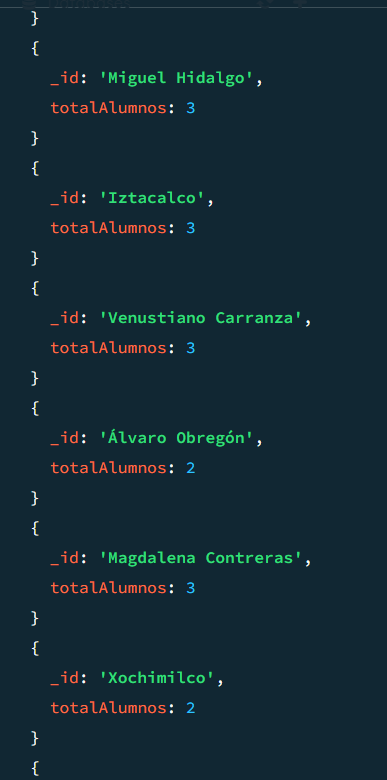 }
{
_id: 'Miguel Hidalgo',
totalAlumnos: 3
}
{
_id: 'Iztacalco',
totalAlumnos: 3
}
{
_id: 'Venustiano Carranza',
totalAlumnos: 3
}
{
_id: 'Álvaro Obregón',
totalAlumnos: 2
}
{
_id: 'Magdalena Contreras',
totalAlumnos: 3
}
{
_id: 'Xochimilco',
totalAlumnos: 2
}
{